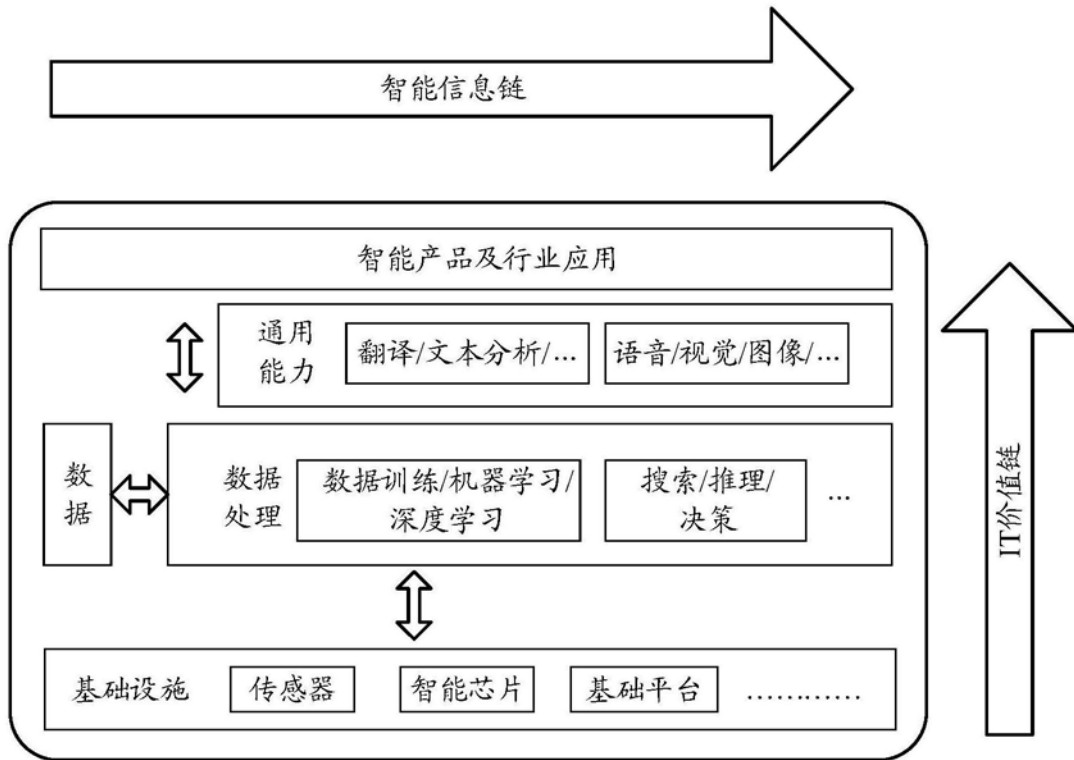 智能信息链
智能产品及行业应用
通用
能力
翻译/文本分析/...
语音/视觉/图像/...
数
据
数据
处理
数据训练/机器学习/
深度学习
搜索/推理/
决策
...
基础设施
传感器
智能芯片
基础平台
............
IT价值链